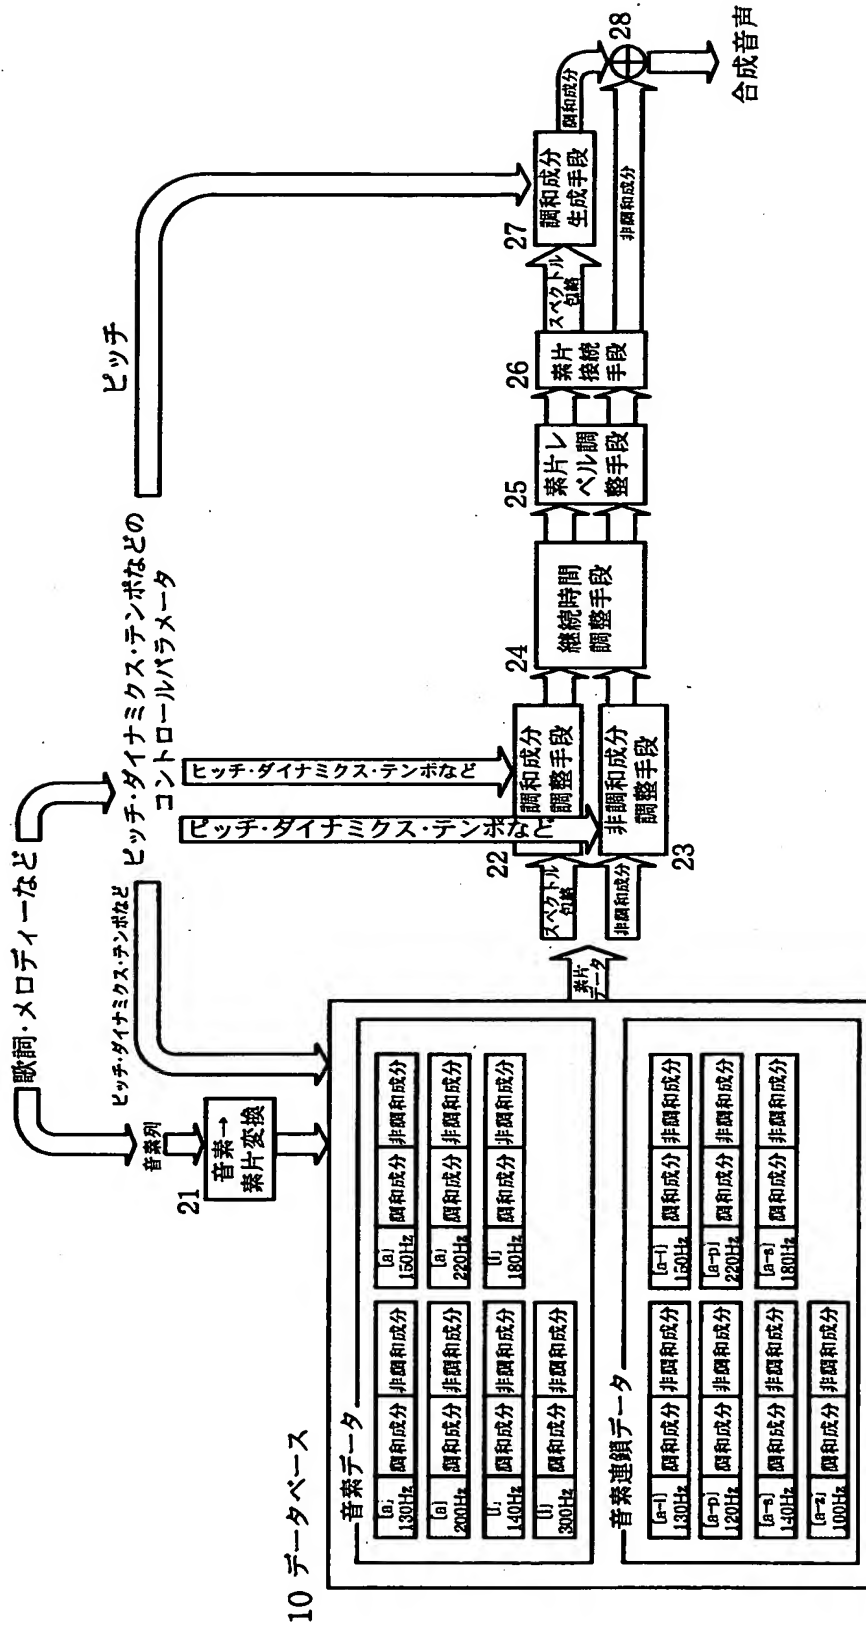 歌詞・メロディーなど
ピッチ・ダイナミクス・テンポなどの
コントロールパラメータ
ピッチ
ピッチ・ダイナミクス・テンポなど
音素列
21
音素→
素片変換
ピッチ・ダイナミクス・テンポなど
ピッチ・ダイナミクス・テンポなど
10 データベース
音素データ
[a]
130Hz
調和成分
非調和成分
[a]
150Hz
調和成分
非調和成分
[a]
200Hz
調和成分
非調和成分
[a]
220Hz
調和成分
非調和成分
[i]
140Hz
調和成分
非調和成分
[i]
180Hz
調和成分
非調和成分
[i]
300Hz
調和成分
非調和成分
音素連鎖データ
[a-i]
130Hz
調和成分
非調和成分
[a-i]
150Hz
調和成分
非調和成分
[a-p]
120Hz
調和成分
非調和成分
[a-p]
220Hz
調和成分
非調和成分
[a-s]
140Hz
調和成分
非調和成分
[a-s]
180Hz
調和成分
非調和成分
[a-z]
100Hz
調和成分
非調和成分
素片
データ
スペクトル
包絡
非調和成分
22
調和成分
調整手段
23
非調和成分
調整手段
24
継続時間
調整手段
25
素片レ
ベル調
整手段
26
素片
接続
手段
スペクトル
包絡
非調和成分
27
調和成分
生成手段
調和成分
28
合成音声